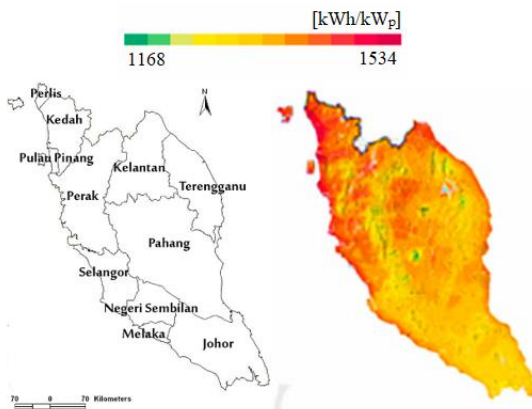 [kWh/kWp]
1168 1534
N
Perlis
Kedah
Pulau Pinang
Kelantan
Terengganu
Perak
Pahang
Selangor
Negeri Sembilan
Melaka
Johor
70 0 70 Kilometers